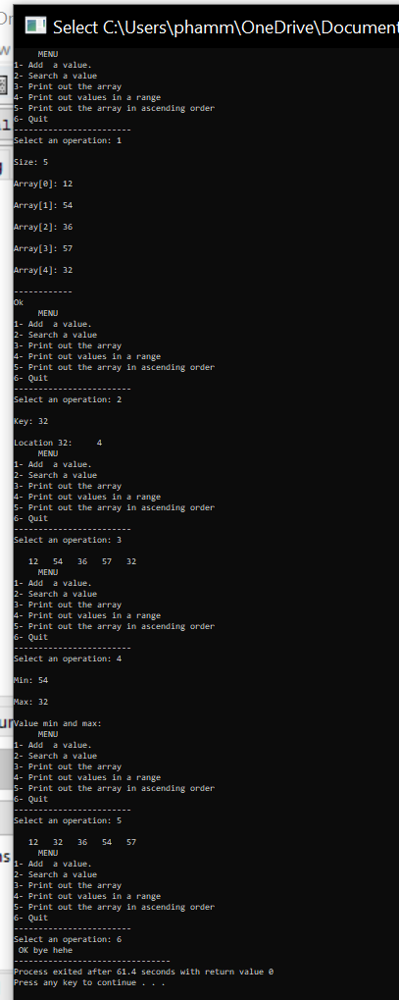 Select C:\Users\phamm\OneDrive\Document
MENU
1- Add  a value.
2- Search a value
3- Print out the array
4- Print out values in a range
5- Print out the array in ascending order
6- Quit
------------------------
Select an operation: 1
Size: 5
Array[0]: 12
Array[1]: 54
Array[2]: 36
Array[3]: 57
Array[4]: 32
------------
Ok
MENU
1- Add  a value.
2- Search a value
3- Print out the array
4- Print out values in a range
5- Print out the array in ascending order
6- Quit
------------------------
Select an operation: 2
Key: 32
Location 32:     4
MENU
1- Add  a value.
2- Search a value
3- Print out the array
4- Print out values in a range
5- Print out the array in ascending order
6- Quit
------------------------
Select an operation: 3
12   54   36   57   32
MENU
1- Add  a value.
2- Search a value
3- Print out the array
4- Print out values in a range
5- Print out the array in ascending order
6- Quit
------------------------
Select an operation: 4
Min: 54
Max: 32
Value min and max:
MENU
1- Add  a value.
2- Search a value
3- Print out the array
4- Print out values in a range
5- Print out the array in ascending order
6- Quit
------------------------
Select an operation: 5
12   32   36   54   57
MENU
1- Add  a value.
2- Search a value
3- Print out the array
4- Print out values in a range
5- Print out the array in ascending order
6- Quit
------------------------
Select an operation: 6
OK bye hehe
--------------------------------
Process exited after 61.4 seconds with return value 0
Press any key to continue . . .